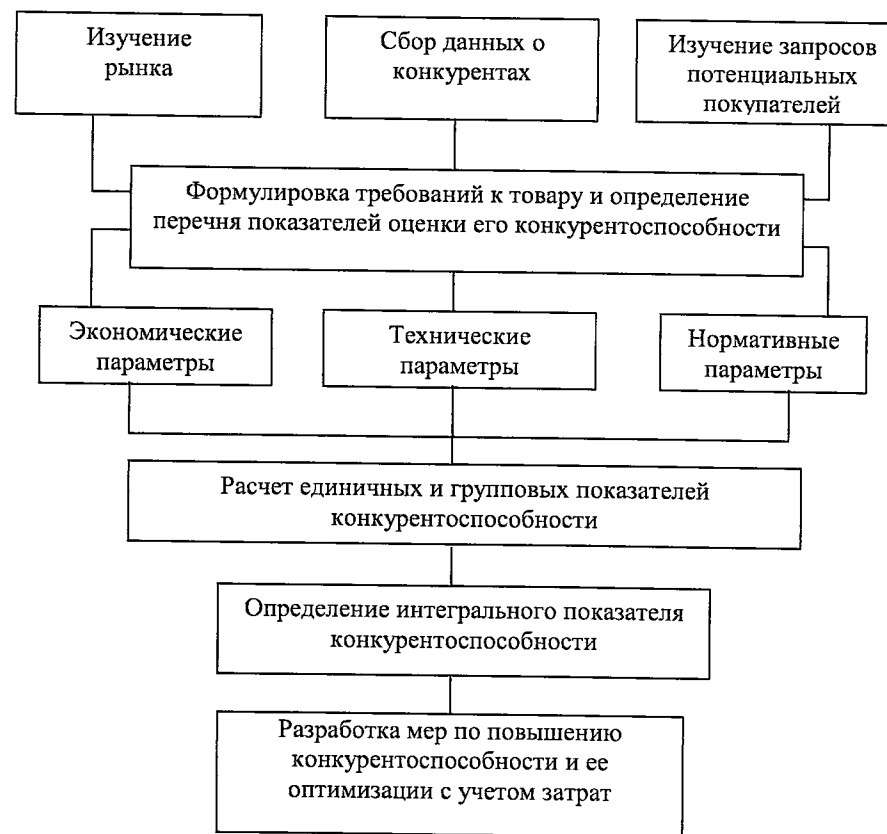 Изучение
рынка
Сбор данных о
конкурентах
Изучение запросов
потенциальных
покупателей
Формулировка требований к товару и определение
перечня показателей оценки его конкурентоспособности
Экономические
параметры
Технические
параметры
Нормативные
параметры
Расчет единичных и групповых показателей
конкурентоспособности
Определение интегрального показателя
конкурентоспособности
Разработка мер по повышению
конкурентоспособности и ее
оптимизации с учетом затрат